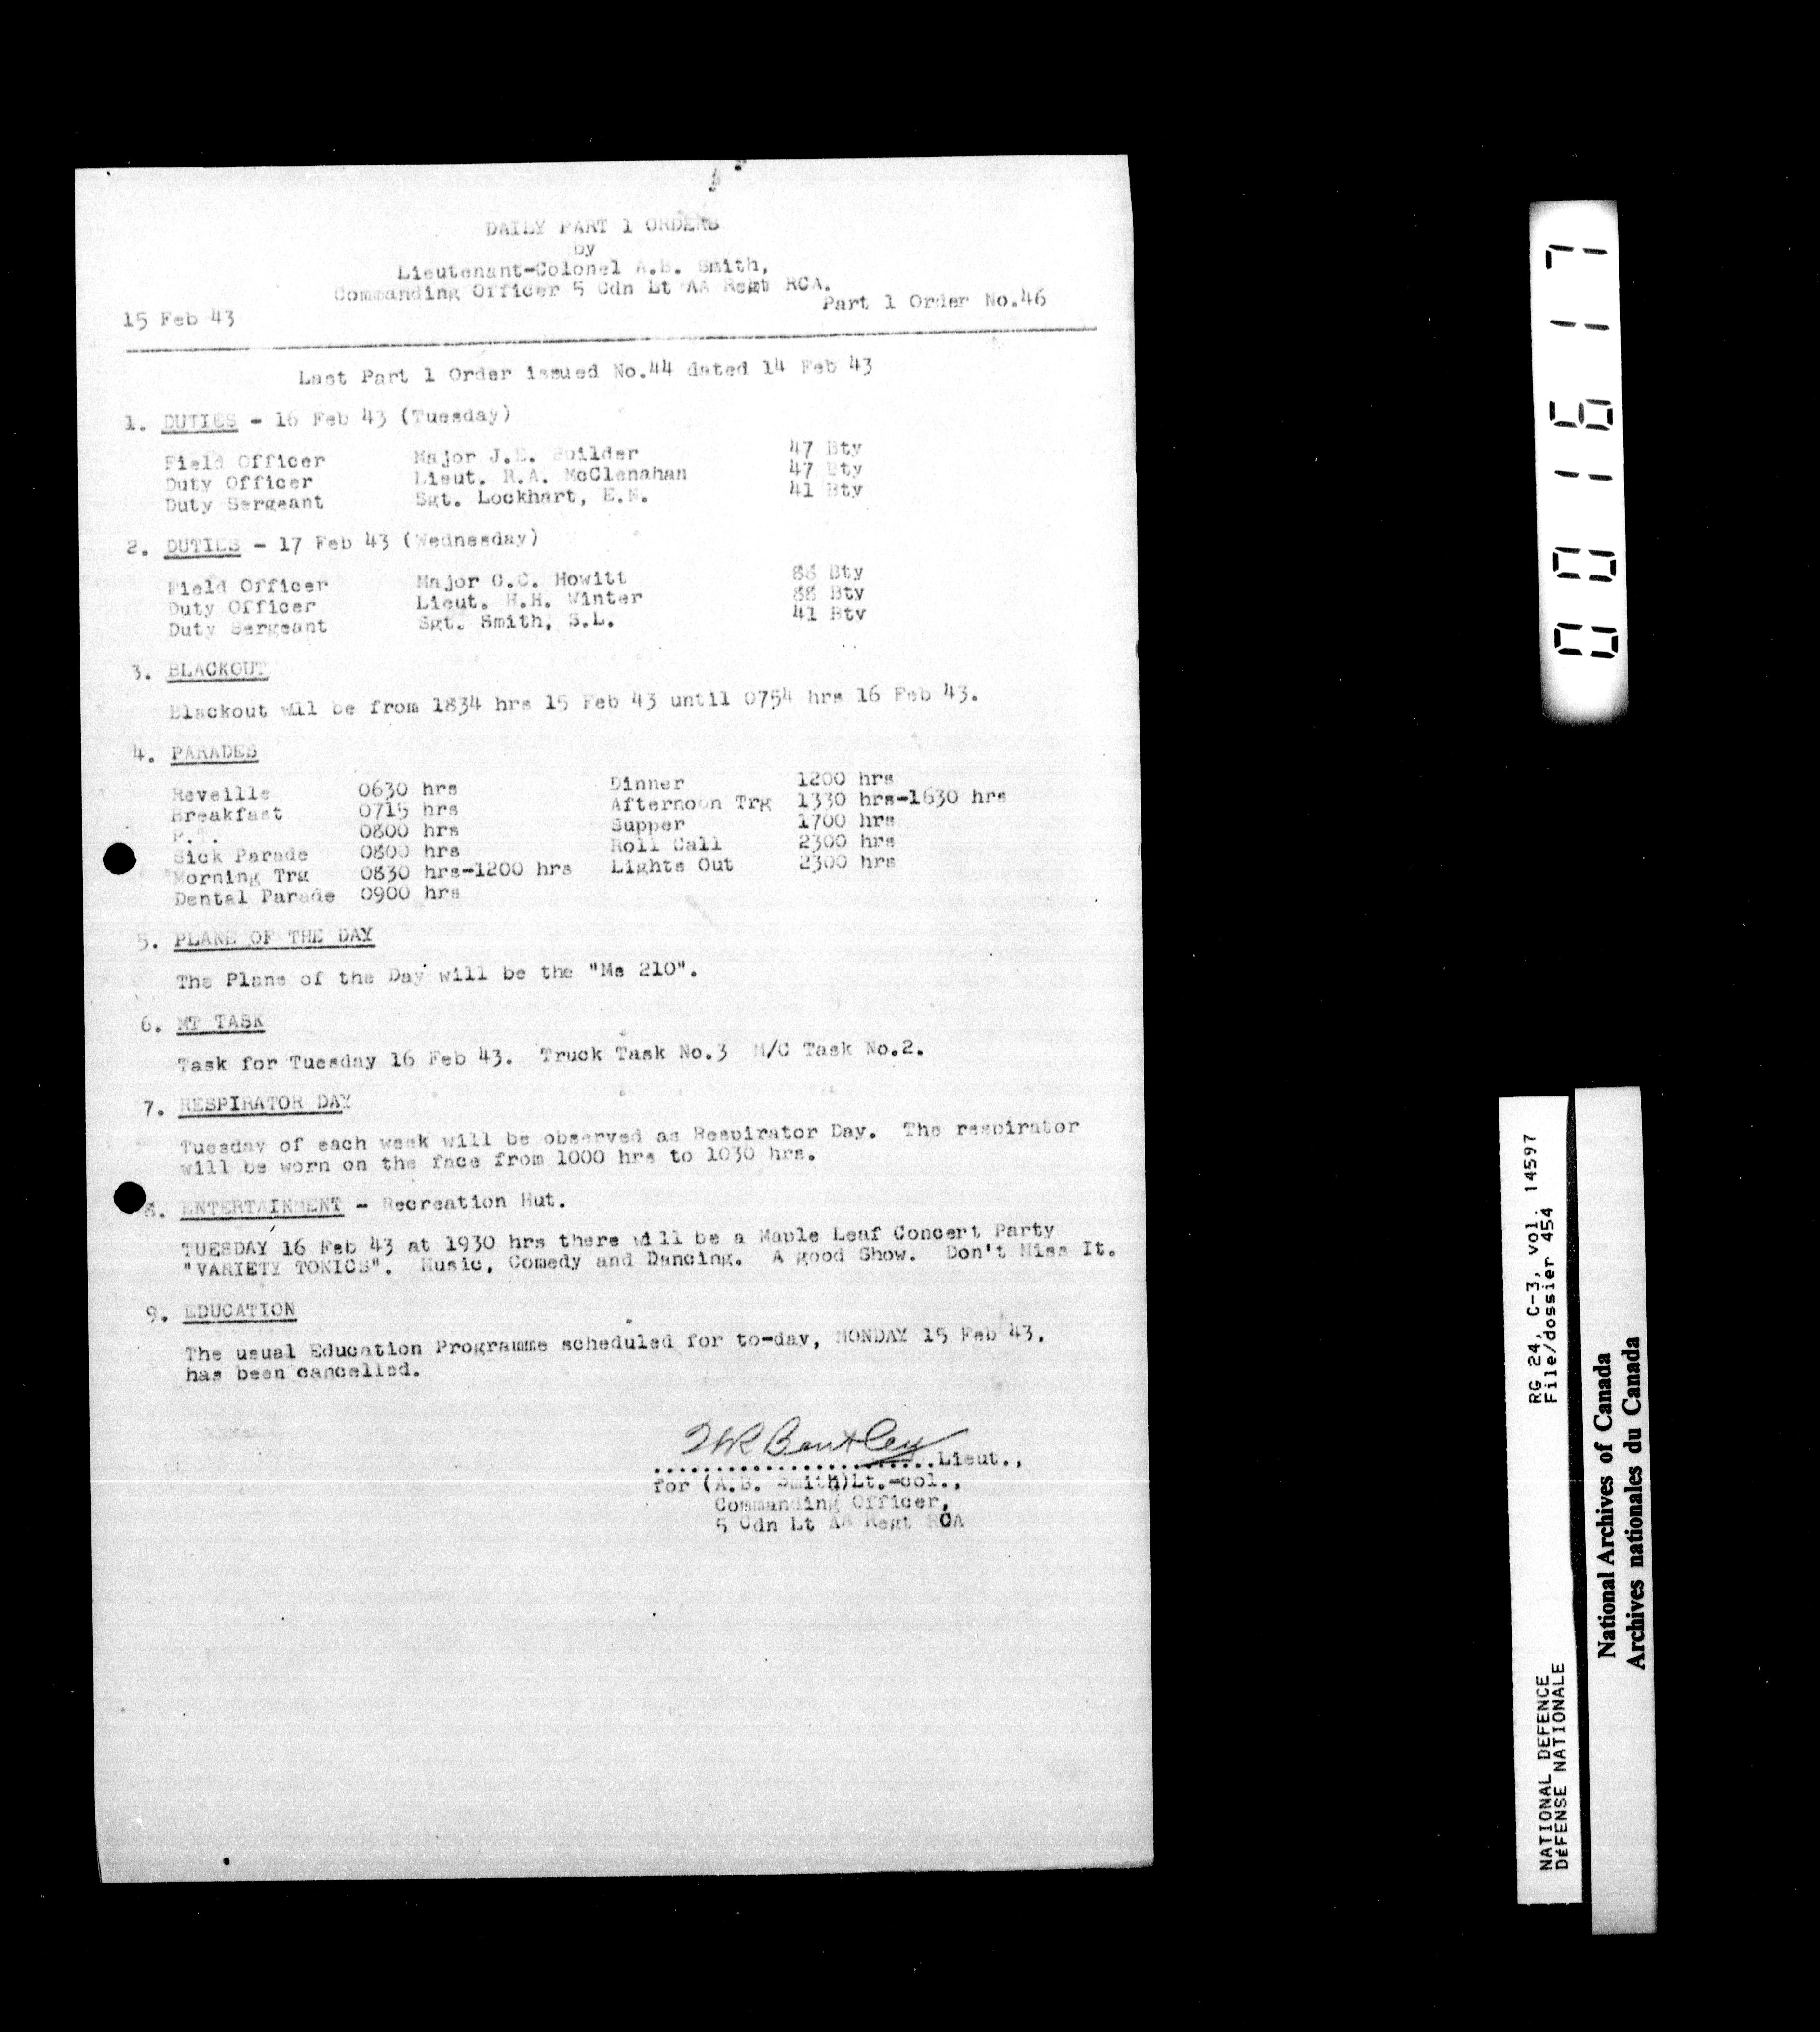 DAILY PART 1 ORDERS
by
Lieutenant-Colonel A.B. Smith,
Commanding Officer 5 Cdn Lt AA Regt RCA.
15 Feb 43 Part 1 Order No.46
Last Part 1 Order issued No.44 dated 14 Feb 43
1. DUTIES - 16 Feb 43 (Tuesday)
Field Officer Major J.E. 47 Bty
Duty Officer Lieut. R.A. McClenahan 47 Bty
Duty Sergeant Sgt. Lockhart, 41 Bty
2. DUTIES - 17 Feb 43 (Wednesday)
Field Officer Major Howitt 88 Bty
Duty Officer Lieut. H.H. Winter 88 Bty
Duty Sergeant Sgt. Smith, S.L. 41 Bty
3. BLACKOUT
Blackout wil be from 1834 hrs 15 Feb 43 until 0754 hrs 16 Feb 43.
4. PARADES
Reveille 0630 hrs Dinner 1200 hrs
Breakfast 0715 hrs Afternoon Trg 1330 hrs-1630 hrs
P.T. 0800 hrs Supper 1700 hrs
Sick Parade 0800 hrs Roll Call 2300 hrs
Morning Trg 0830 hrs-1200 hrs Lights Out 2300 hrs
Dental Parade 0900 hrs
5. PLANE OF THE DAY
The Plane of the Day will be the "Me 210".
6. MT TASK
Task for Tuesday 16 Feb 43. Truck Task No.3 M/C Task No.2.
7. RESPIRATOR DAY
Tuesday of each week will be observed as Respirator Day. The respirator
will be worn on the face from 1000 hrs to 1030 hrs.
8. ENTERTAINMENT - Recreation Hut.
TUESDAY 16 Feb 43 at 1930 hrs there will be a Maple Leaf Concert Party
"VARIETY TONICS". Music, Comedy and Dancing. A good Show. Don't Miss It.
9. EDUCATION
The usual Education Programme scheduled for to-day, MONDAY 15 Feb 43,
has been cancelled.
Bentley
Lieut.,
for (A.B. Smith)Lt.-col.,
Commanding Officer,
5 Cdn Lt AA Regt RCA
001617
RG 24, C-3, vol. 14597
File/dossier 454
NATIONAL DEFENCE
DÉFENSE NATIONALE
National Archives of Canada
Archives nationales du Canada